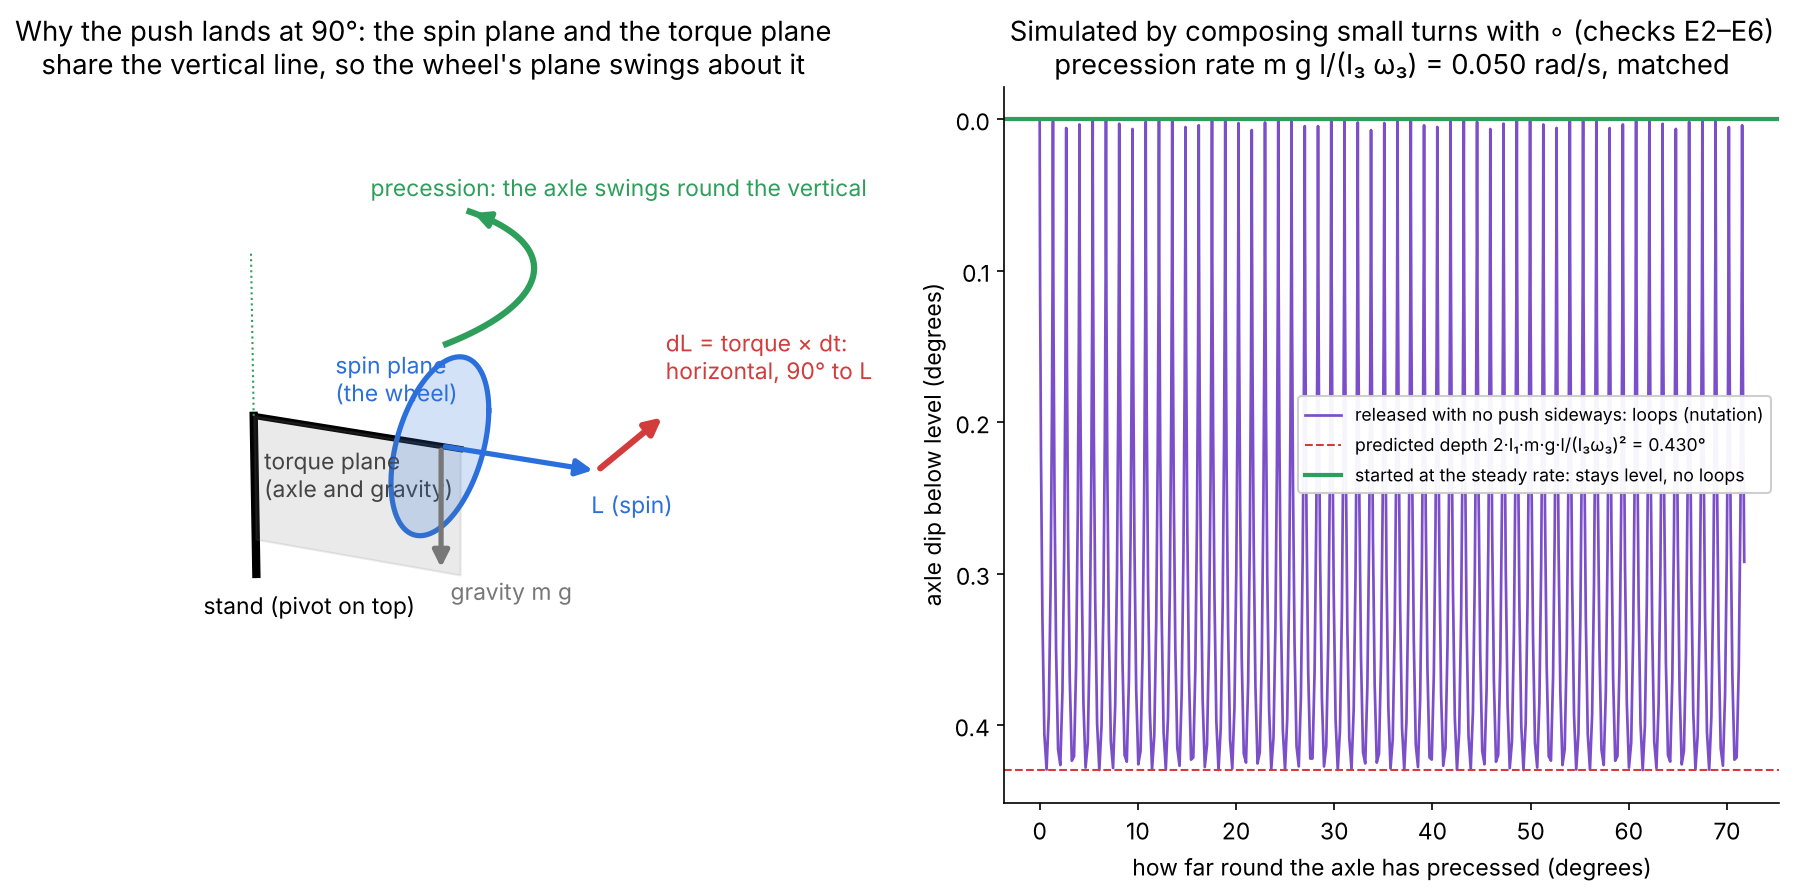 Why the push lands at 90°: the spin plane and the torque plane
share the vertical line, so the wheel's plane swings about it
precession: the axle swings round the vertical
dL = torque × dt:
horizontal, 90° to L
spin plane
(the wheel)
torque plane
(axle and gravity)
L (spin)
gravity m g
stand (pivot on top)
Simulated by composing small turns with ∘ (checks E2–E6)
precession rate m g l/(I₃ ω₃) = 0.050 rad/s, matched
axle dip below level (degrees)
0.0
0.1
0.2
0.3
0.4
released with no push sideways: loops (nutation)
predicted depth 2·I₁·m·g·l/(I₃ω₃)² = 0.430°
started at the steady rate: stays level, no loops
0 10 20 30 40 50 60 70
how far round the axle has precessed (degrees)